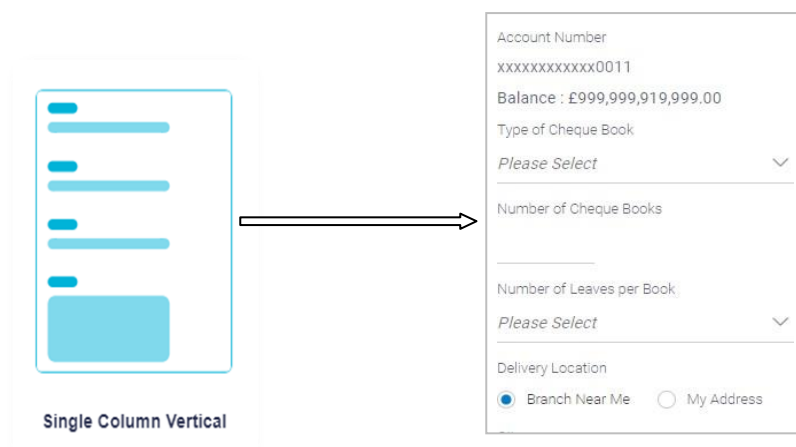 Single Column Vertical
Account Number
xxxxxxxxxxxx0011
Balance : £999,999,919,999.00
Type of Cheque Book
Please Select
Number of Cheque Books
Number of Leaves per Book
Please Select
Delivery Location
Branch Near Me
My Address